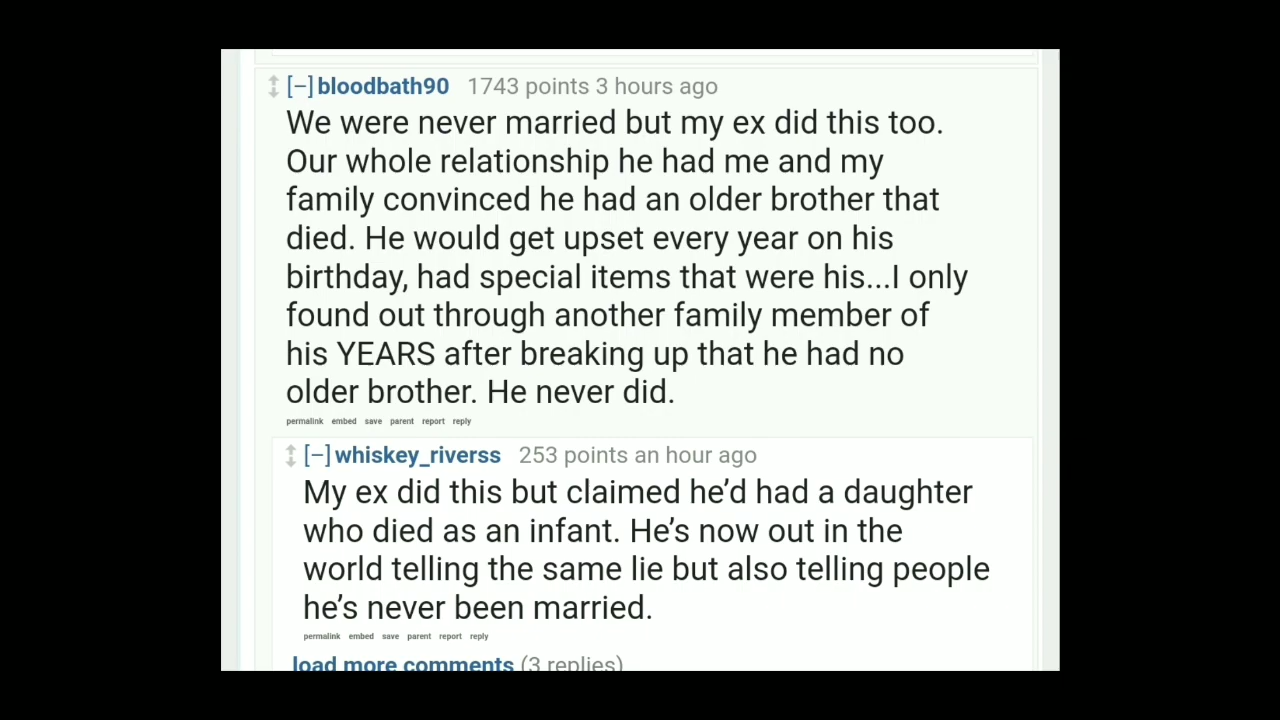 [–] bloodbath90 1743 points 3 hours ago
We were never married but my ex did this too.
Our whole relationship he had me and my
family convinced he had an older brother that
died. He would get upset every year on his
birthday, had special items that were his...I only
found out through another family member of
his YEARS after breaking up that he had no
older brother. He never did.
permalink embed save parent report reply
[–] whiskey_riverss 253 points an hour ago
My ex did this but claimed he’d had a daughter
who died as an infant. He’s now out in the
world telling the same lie but also telling people
he’s never been married.
permalink embed save parent report reply
load more comments (3 replies)